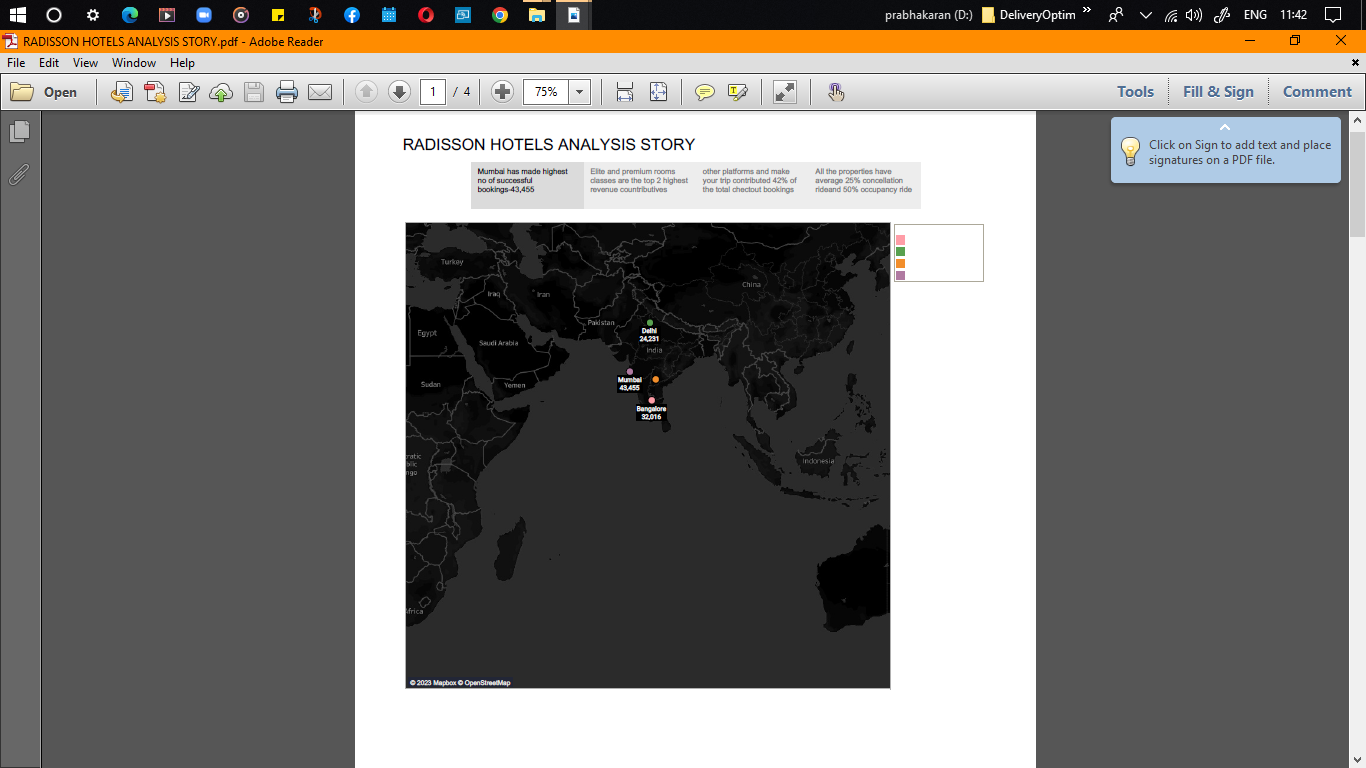 prabhakaran (D:)
DeliveryOptim
ENG
11:42
RADISSON HOTELS ANALYSIS STORY.pdf - Adobe Reader
File Edit View Window Help
Open
1 / 4
75%
Tools
Fill & Sign
Comment
Click on Sign to add text and place
signatures on a PDF file.
RADISSON HOTELS ANALYSIS STORY
Mumbai has made highest
no of successful
bookings-43,455
Elite and premium rooms
classes are the top 2 highest
revenue countributives
other platforms and make
your trip contributed 42% of
the total chectout bookings
All the properties have
average 25% concellation
rideand 50% occupancy ride
Turkey
China
Iraq
Iran
Pakistan
Delhi
24,231
Egypt
Saudi Arabia
India
Mumbai
43,455
Sudan
Yemen
Bangalore
32,016
cratic
blic
ngo
Indonesia
Africa
© 2023 Mapbox © OpenStreetMap